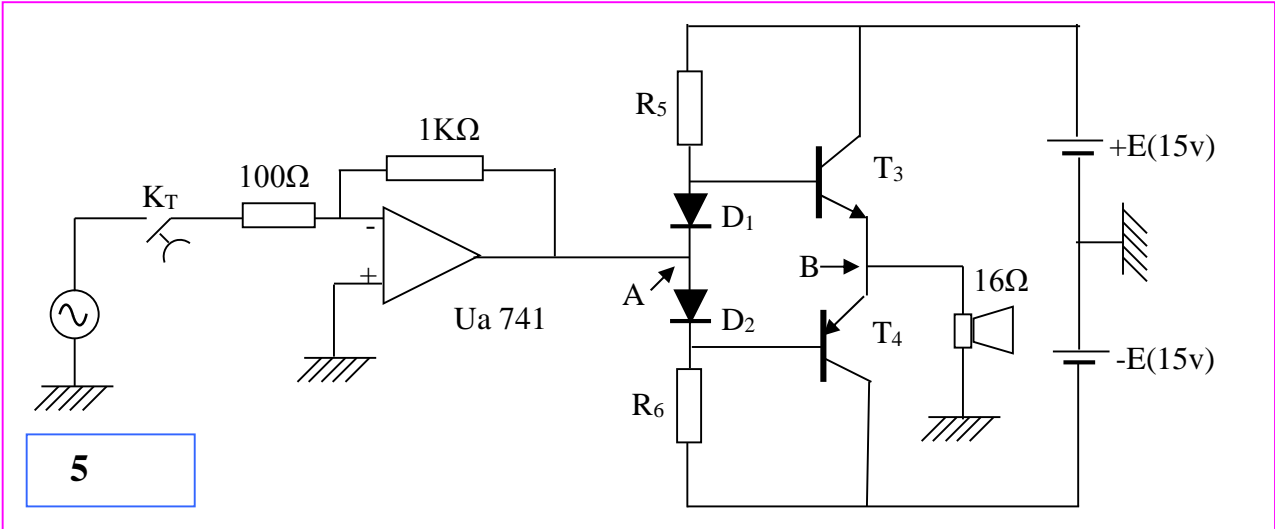 R5
1KΩ
100Ω
KT
-
+
Ua 741
A
D1
D2
R6
T3
B
T4
16Ω
+E(15v)
-E(15v)
5